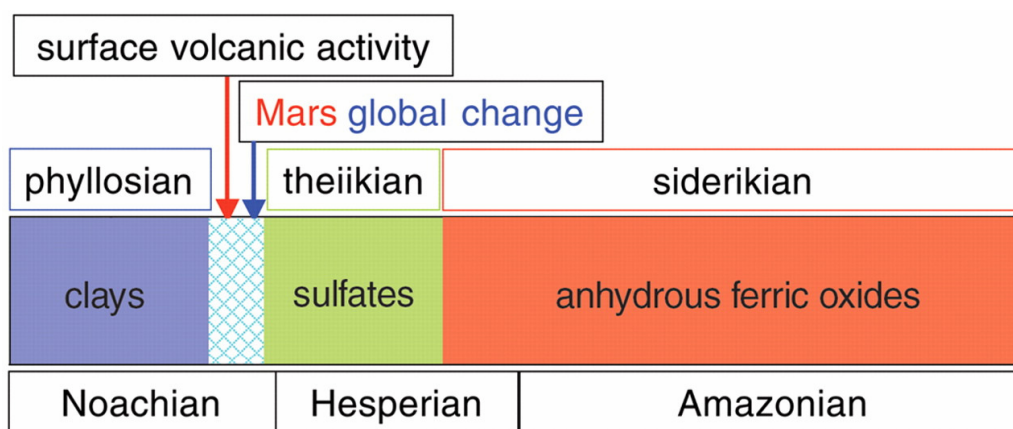 surface volcanic activity
Mars global change
phyllosian
theiikian
siderikian
clays
sulfates
anhydrous ferric oxides
Noachian
Hesperian
Amazonian